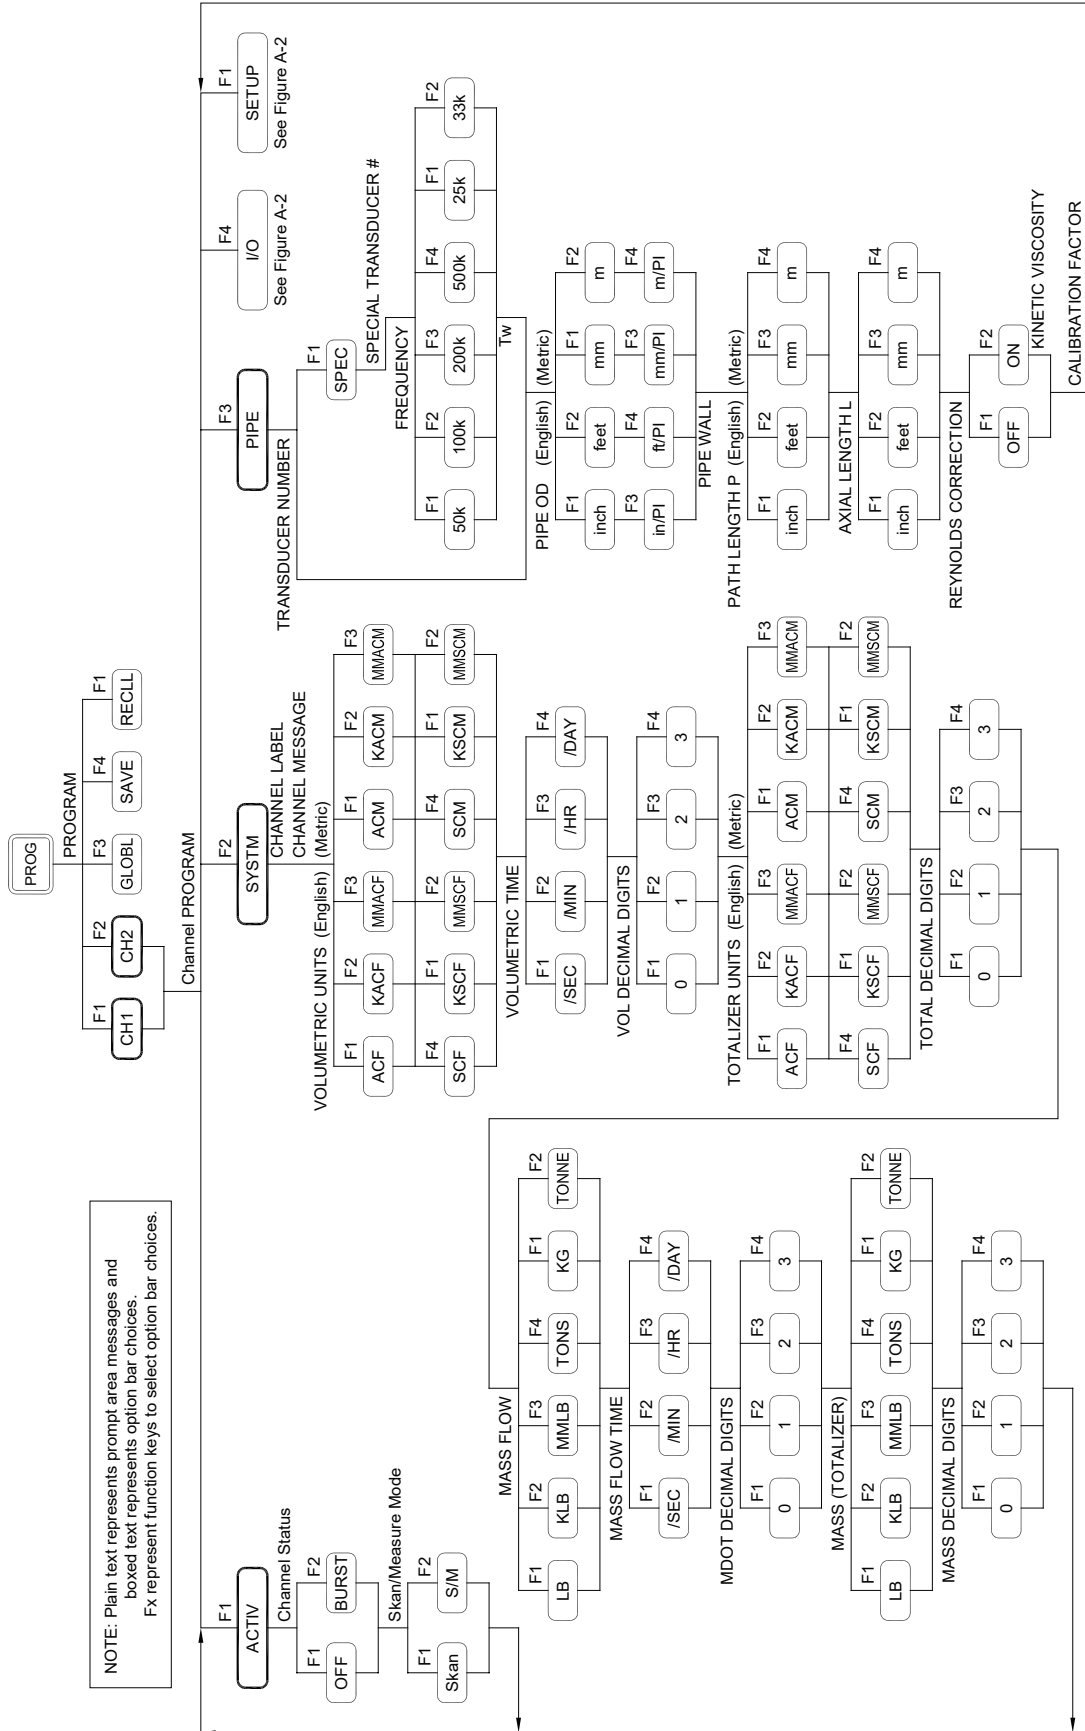 PROG
PROGRAM
F1 F2 F3 F4 F1
CH1 CH2 GLOBL SAVE RECLL
NOTE: Plain text represents prompt area messages and
boxed text represents option bar choices.
Fx represent function keys to select option bar choices.
Channel PROGRAM
F1
ACTIV
Channel Status
F1 F2
OFF BURST
Skan/Measure Mode
F1 F2
Skan S/M
F2
SYSTM
CHANNEL LABEL
CHANNEL MESSAGE
VOLUMETRIC UNITS (English) (Metric)
F1 F2 F3 F1 F2 F3
ACF KACF MMACF ACM KACM MMACM
F4 F1 F2 F4 F1 F2
SCF KSCF MMSCF SCM KSCM MMSCM
VOLUMETRIC TIME
F1 F2 F3 F4
/SEC /MIN /HR /DAY
VOL DECIMAL DIGITS
F1 F2 F3 F4
0 1 2 3
TOTALIZER UNITS (English) (Metric)
F1 F2 F3 F1 F2 F3
ACF KACF MMACF ACM KACM MMACM
F4 F1 F2 F4 F1 F2
SCF KSCF MMSCF SCM KSCM MMSCM
TOTAL DECIMAL DIGITS
F1 F2 F3 F4
0 1 2 3
MASS FLOW
F1 F2 F3 F4 F1 F2
LB KLB MMLB TONS KG TONNE
MASS FLOW TIME
F1 F2 F3 F4
/SEC /MIN /HR /DAY
MDOT DECIMAL DIGITS
F1 F2 F3 F4
0 1 2 3
MASS (TOTALIZER)
F1 F2 F3 F4 F1 F2
LB KLB MMLB TONS KG TONNE
MASS DECIMAL DIGITS
F1 F2 F3 F4
0 1 2 3
F3
PIPE
TRANSDUCER NUMBER
F1
SPEC
SPECIAL TRANSDUCER #
FREQUENCY
F1 F2 F3 F4 F1 F2
50k 100k 200k 500k 25k 33k
Tw
PIPE OD (English) (Metric)
F1 F2 F1 F2
inch feet mm m
F3 F4 F3 F4
in/PI ft/PI mm/PI m/PI
PIPE WALL
PATH LENGTH P (English) (Metric)
F1 F2 F3 F4
inch feet mm m
AXIAL LENGTH L
F1 F2 F3 F4
inch feet mm m
REYNOLDS CORRECTION
F1 F2
OFF ON
KINETIC VISCOSITY
CALIBRATION FACTOR
F4
I/O
See Figure A-2
F1
SETUP
See Figure A-2